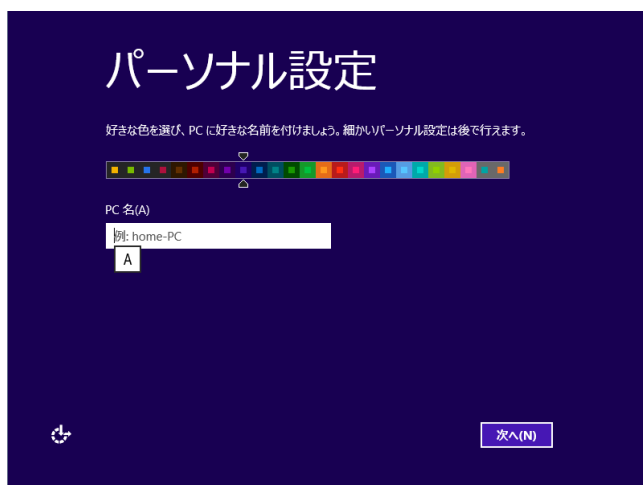 パーソナル設定
好きな色を選び、PC に好きな名前を付けましょう。細かいパーソナル設定は後で行えます。
PC 名(A)
例: home-PC
A
次へ(N)